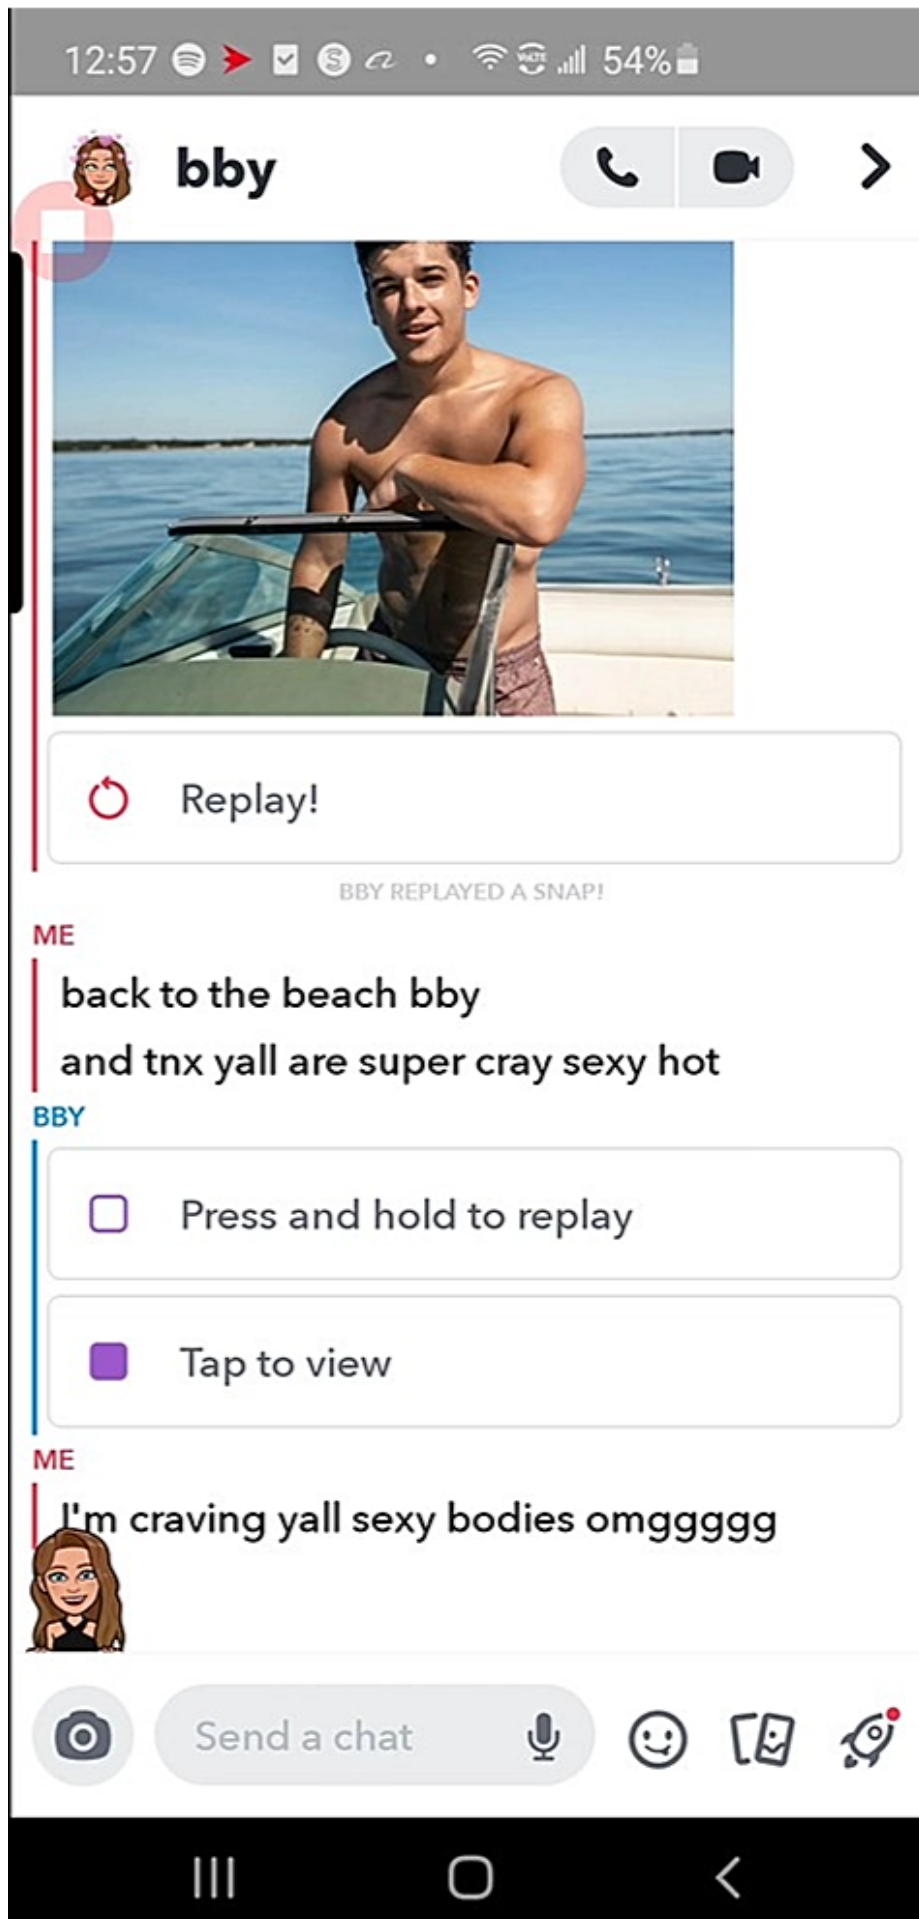 12:57 54%
bby
Replay!
BBY REPLAYED A SNAP!
ME
back to the beach bby
and tnx yall are super cray sexy hot
BBY
Press and hold to replay
Tap to view
ME
I'm craving yall sexy bodies omggggg
Send a chat